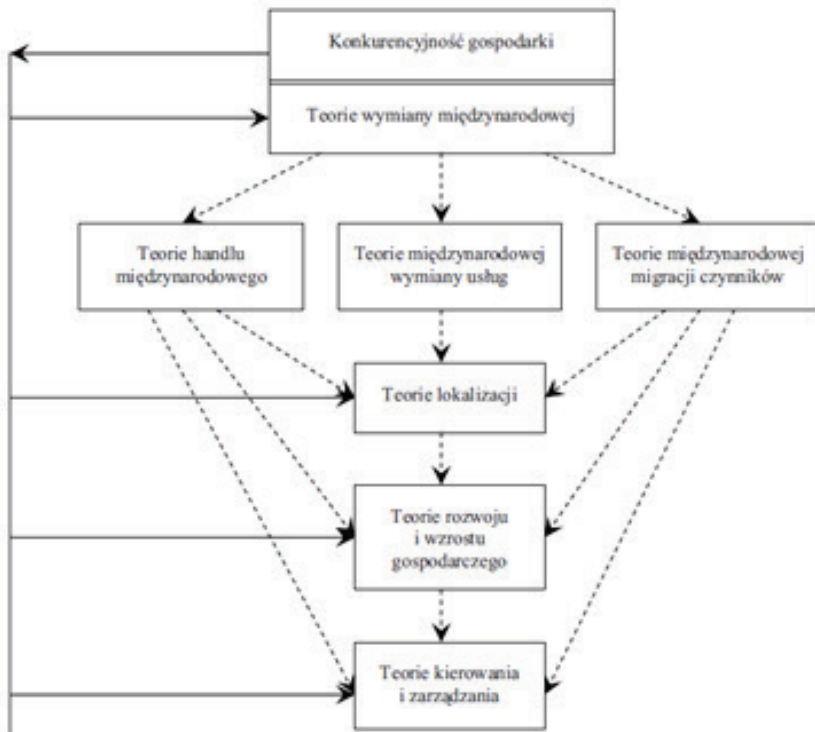 Konkurencyjność gospodarki
Teorie wymiany międzynarodowej
Teorie handlu
międzynarodowego
Teorie międzynarodowej
wymiany usług
Teorie międzynarodowej
migracji czynników
Teorie lokalizacji
Teorie rozwoju
i wzrostu
gospodarczego
Teorie kierowania
i zarządzania